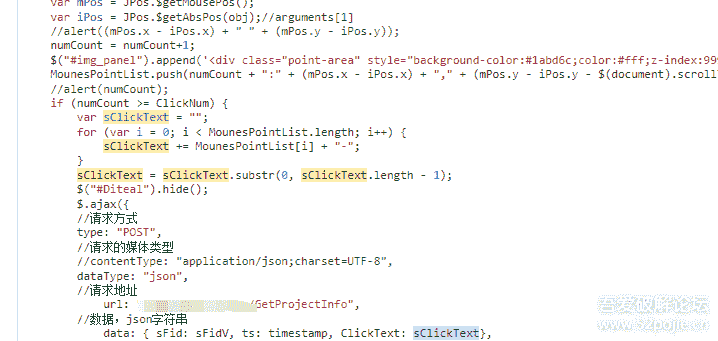 var mPos = JPos.$getMousePos();
var iPos = JPos.$getAbsPos(obj);//arguments[1]
//alert((mPos.x - iPos.x) + " " + (mPos.y - iPos.y));
numCount = numCount+1;
$("#img_panel").append('<div class="point-area" style="background-color:#1abd6c;color:#fff;z-index:999
MounesPointList.push(numCount + ":" + (mPos.x - iPos.x) + "," + (mPos.y - iPos.y - $(document).scroll
//alert(numCount);
if (numCount >= ClickNum) {
var sClickText = "";
for (var i = 0; i < MounesPointList.length; i++) {
sClickText += MounesPointList[i] + "-";
}
sClickText = sClickText.substr(0, sClickText.length - 1);
$("#Diteal").hide();
$.ajax({
//请求方式
type: "POST",
//请求的媒体类型
//contentType: "application/json;charset=UTF-8",
dataType: "json",
//请求地址
url: /GetProjectInfo",
//数据，json字符串
data: { sFid: sFidV, ts: timestamp, ClickText: sClickText},
吾爱破解论坛
www.52pojie.cn